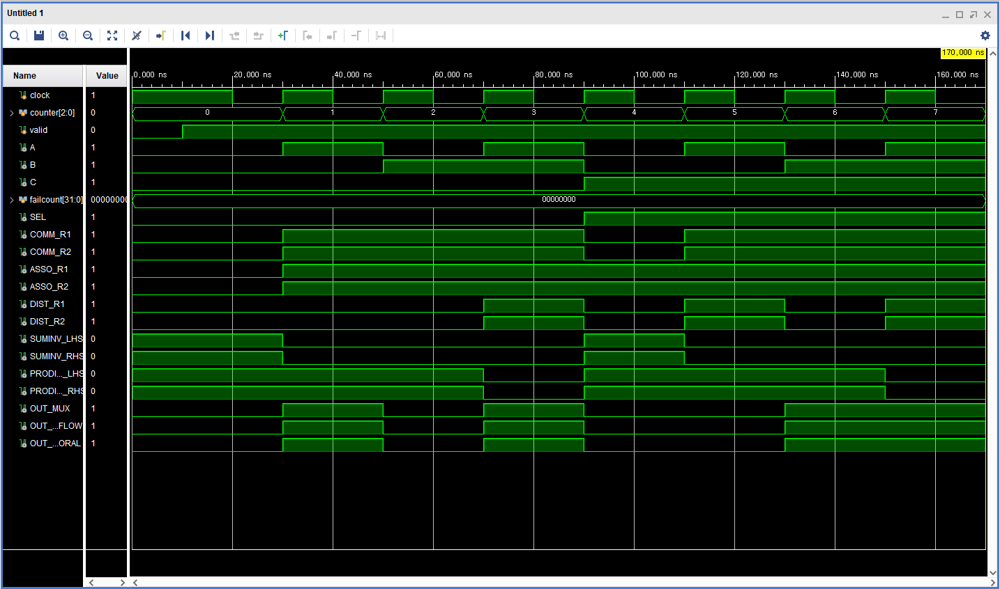 Untitled 1
170,000 ns
Name Value
0,000 ns 20,000 ns 40,000 ns 60,000 ns 80,000 ns 100,000 ns 120,000 ns 140,000 ns 160,000 ns
clock 1
counter[2:0] 0 0 1 2 3 4 5 6 7
valid 0
A 1
B 1
C 1
failcount[31:0] 00000000 00000000
SEL 1
COMM_R1 1
COMM_R2 1
ASSO_R1 1
ASSO_R2 1
DIST_R1 1
DIST_R2 1
SUMINV_LHS 0
SUMINV_RHS 0
PRODI..._LHS 0
PRODI..._RHS 0
OUT_MUX 1
OUT_...FLOW 1
OUT_...ORAL 1